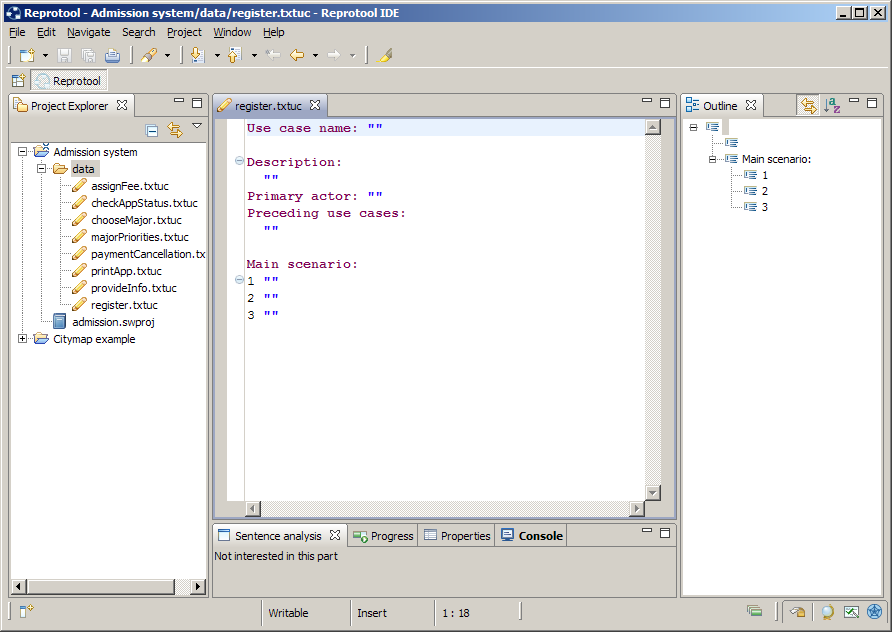 Reprotool - Admission system/data/register.txtuc - Reprotool IDE
File Edit Navigate Search Project Window Help
Reprotool
Project Explorer
Admission system
data
assignFee.txtuc
checkAppStatus.txtuc
chooseMajor.txtuc
majorPriorities.txtuc
paymentCancellation.tx
printApp.txtuc
provideInfo.txtuc
register.txtuc
admission.swproj
Citymap example
register.txtuc
Use case name: ""
Description:
""
Primary actor: ""
Preceding use cases:
""
Main scenario:
1 ""
2 ""
3 ""
Sentence analysis Progress Properties Console
Not interested in this part
Outline
Main scenario:
1
2
3
Writable Insert 1 : 18